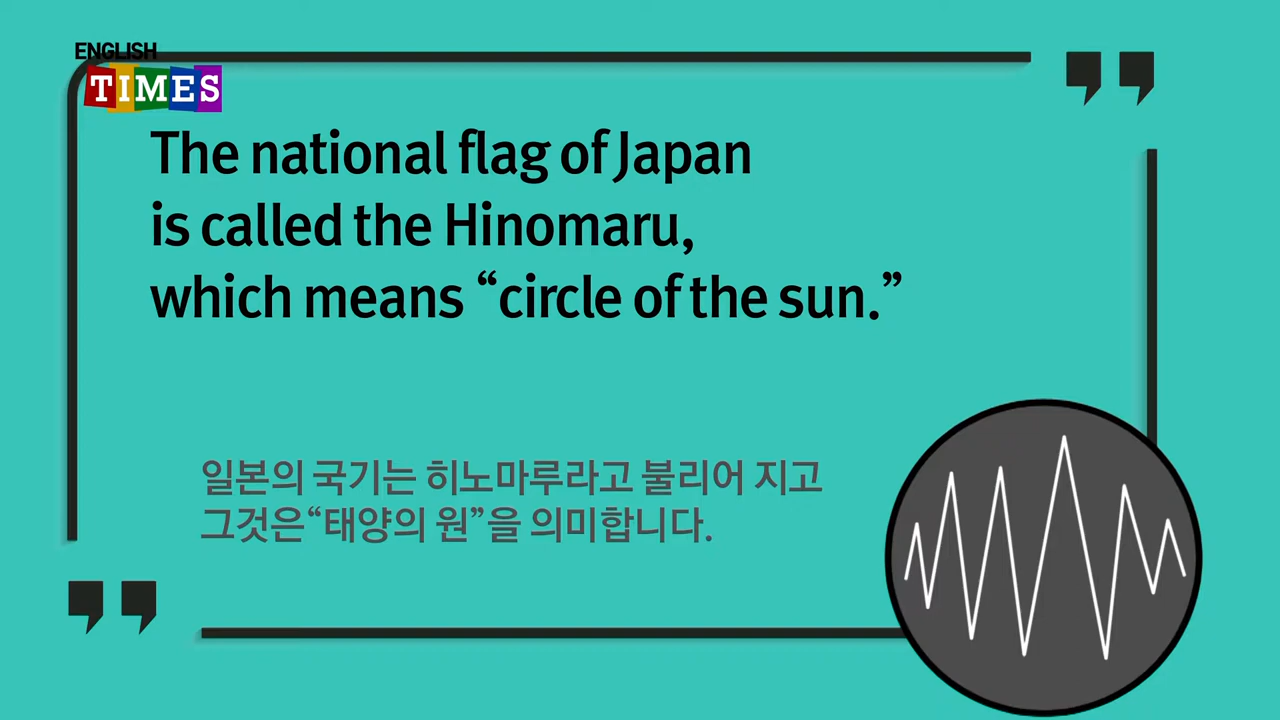 ENGLISH
TIMES
The national flag of Japan
is called the Hinomaru,
which means “circle of the sun.”
일본의 국기는 히노마루라고 불리어 지고
그것은“태양의 원”을 의미합니다.